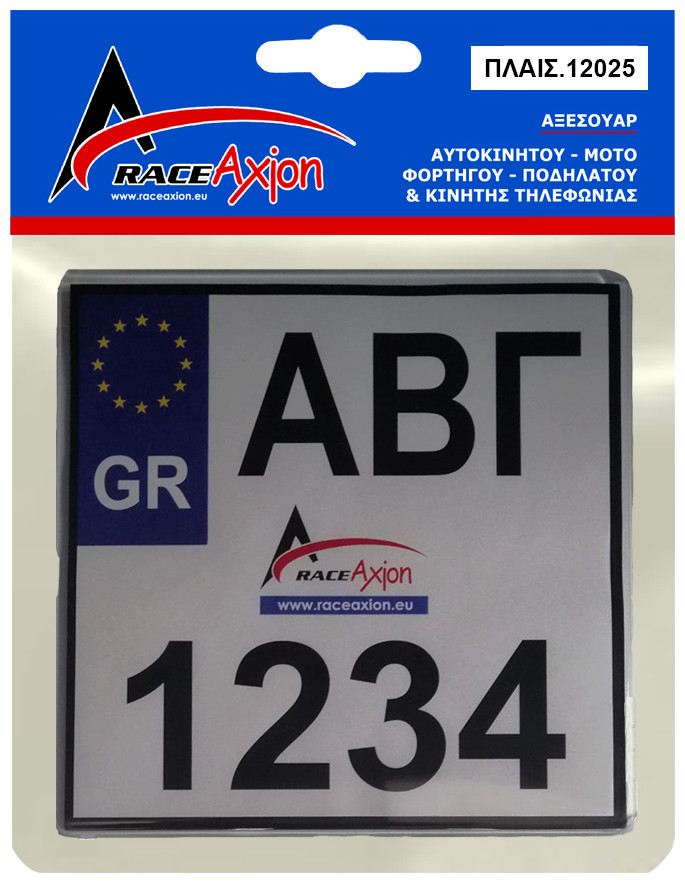 RACEAxion
www.raceaxion.eu
ΠΛΑΙΣ.12025
ΑΞΕΣΟΥΑΡ
ΑΥΤΟΚΙΝΗΤΟΥ - ΜΟΤΟ
ΦΟΡΤΗΓΟΥ - ΠΟΔΗΛΑΤΟΥ
& ΚΙΝΗΤΗΣ ΤΗΛΕΦΩΝΙΑΣ
ΑΒΓ
GR
RACEAxion
www.raceaxion.eu
1234